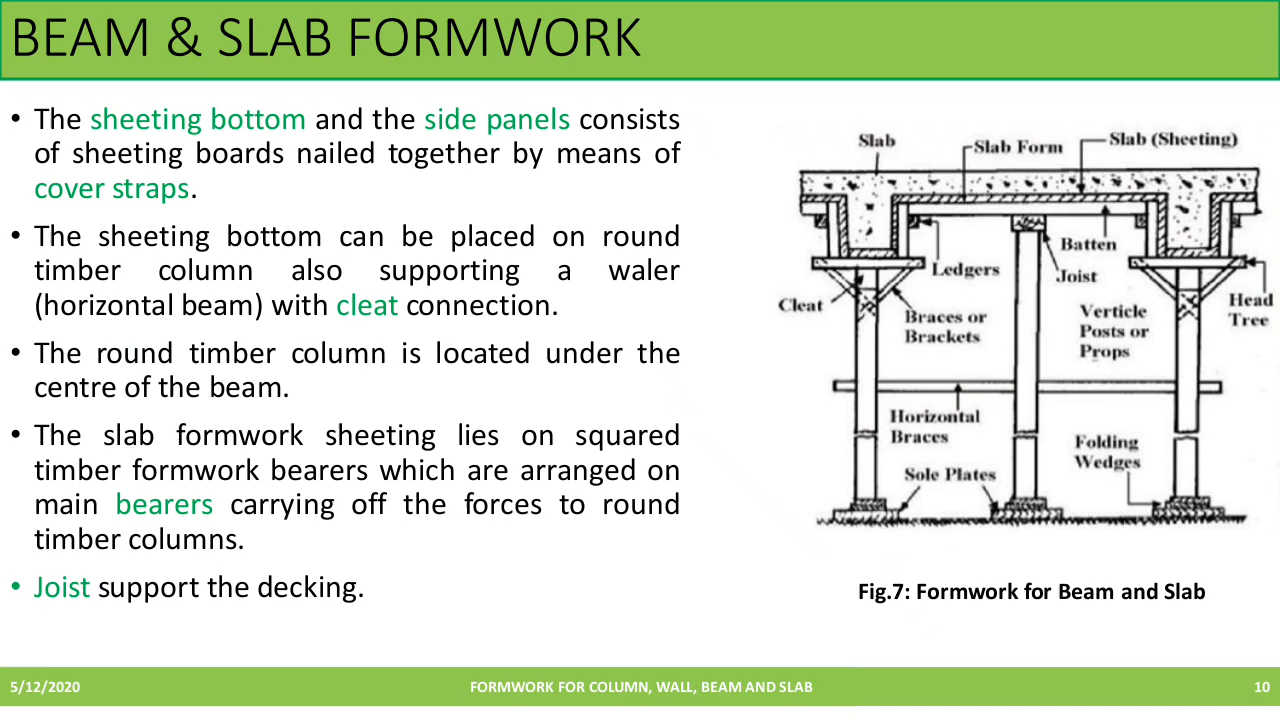 BEAM & SLAB FORMWORK
• The sheeting bottom and the side panels consists
of sheeting boards nailed together by means of
cover straps.
• The sheeting bottom can be placed on round
timber column also supporting a waler
(horizontal beam) with cleat connection.
• The round timber column is located under the
centre of the beam.
• The slab formwork sheeting lies on squared
timber formwork bearers which are arranged on
main bearers carrying off the forces to round
timber columns.
• Joist support the decking.
Slab
Slab Form
Slab (Sheeting)
Batten
Ledgers
Joist
Cleat
Braces or
Brackets
Verticle
Posts or
Props
Head
Tree
Horizontal
Braces
Folding
Wedges
Sole Plates
Fig.7: Formwork for Beam and Slab
5/12/2020
FORMWORK FOR COLUMN, WALL, BEAM AND SLAB
10